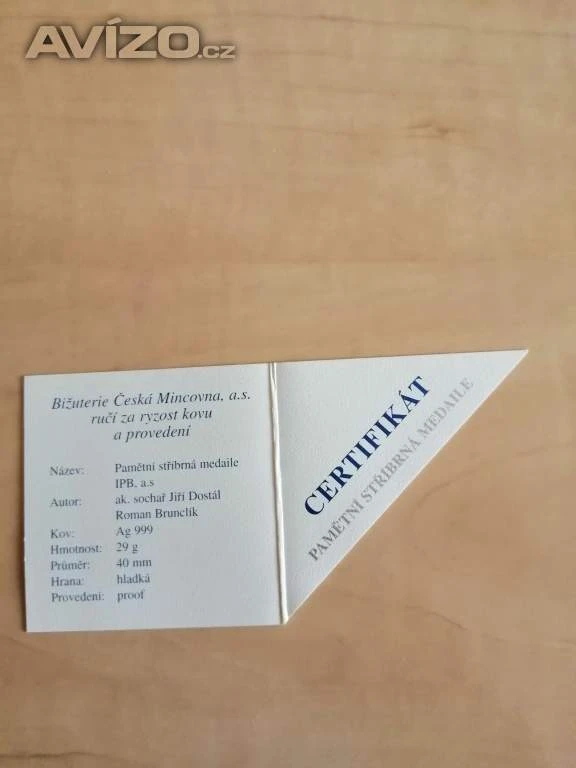 AVÍZO.cz
Bižuterie Česká Mincovna, a.s.
ručí za ryzost kovu
a provedení
Název: Pamětní stříbrná medaile
IPB, a.s
Autor: ak. sochař Jiří Dostál
Roman Brunclík
Kov: Ag 999
Hmotnost: 29 g
Průměr: 40 mm
Hrana: hladká
Provedení: proof
CERTIFIKÁT
PAMĚTNÍ STŘÍBRNÁ MEDAILE